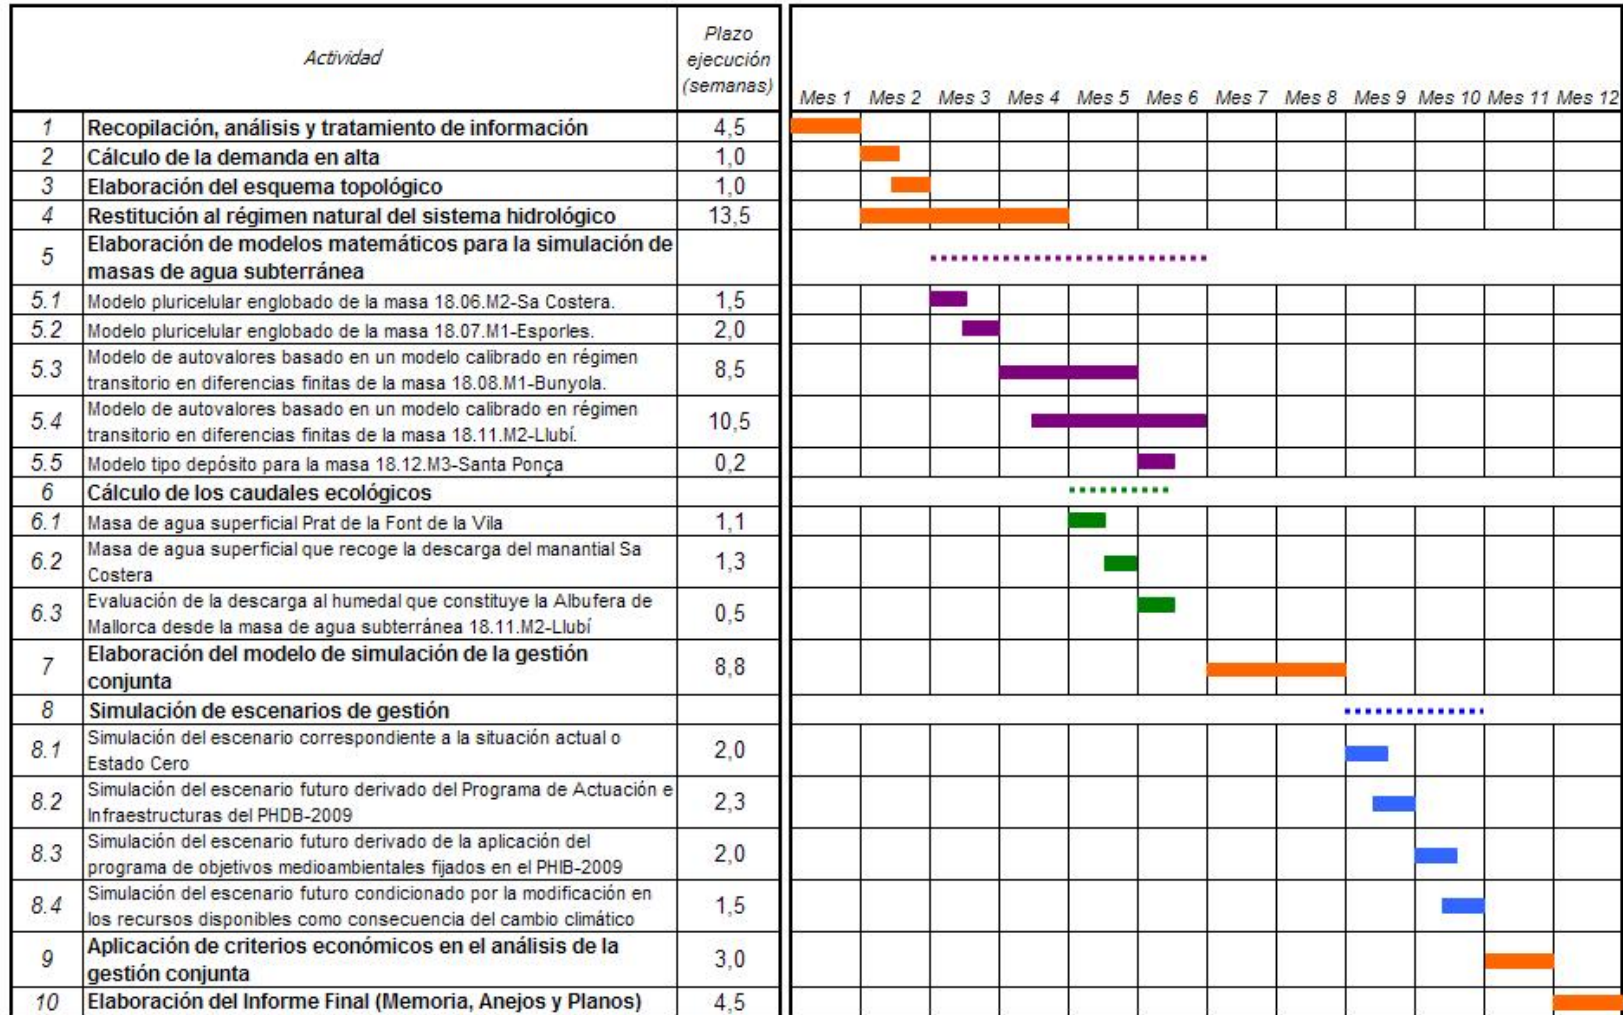 Actividad
Plazo
ejecución
(semanas)
Mes 1 Mes 2 Mes 3 Mes 4 Mes 5 Mes 6 Mes 7 Mes 8 Mes 9 Mes 10 Mes 11 Mes 12
1 Recopilación, análisis y tratamiento de información 4,5
2 Cálculo de la demanda en alta 1,0
3 Elaboración del esquema topológico 1,0
4 Restitución al régimen natural del sistema hidrológico 13,5
5 Elaboración de modelos matemáticos para la simulación de
masas de agua subterránea
5.1 Modelo pluricelular englobado de la masa 18.06.M2-Sa Costera. 1,5
5.2 Modelo pluricelular englobado de la masa 18.07.M1-Esporles. 2,0
5.3 Modelo de autovalores basado en un modelo calibrado en régimen
transitorio en diferencias finitas de la masa 18.08.M1-Bunyola. 8,5
5.4 Modelo de autovalores basado en un modelo calibrado en régimen
transitorio en diferencias finitas de la masa 18.11.M2-Llubí. 10,5
5.5 Modelo tipo depósito para la masa 18.12.M3-Santa Ponça 0,2
6 Cálculo de los caudales ecológicos
6.1 Masa de agua superficial Prat de la Font de la Vila 1,1
6.2 Masa de agua superficial que recoge la descarga del manantial Sa
Costera 1,3
6.3 Evaluación de la descarga al humedal que constituye la Albufera de
Mallorca desde la masa de agua subterránea 18.11.M2-Llubí 0,5
7 Elaboración del modelo de simulación de la gestión
conjunta 8,8
8 Simulación de escenarios de gestión
8.1 Simulación del escenario correspondiente a la situación actual o
Estado Cero 2,0
8.2 Simulación del escenario futuro derivado del Programa de Actuación e
Infraestructuras del PHDB-2009 2,3
8.3 Simulación del escenario futuro derivado de la aplicación del
programa de objetivos medioambientales fijados en el PHIB-2009 2,0
8.4 Simulación del escenario futuro condicionado por la modificación en
los recursos disponibles como consecuencia del cambio climático 1,5
9 Aplicación de criterios económicos en el análisis de la
gestión conjunta 3,0
10 Elaboración del Informe Final (Memoria, Anejos y Planos) 4,5